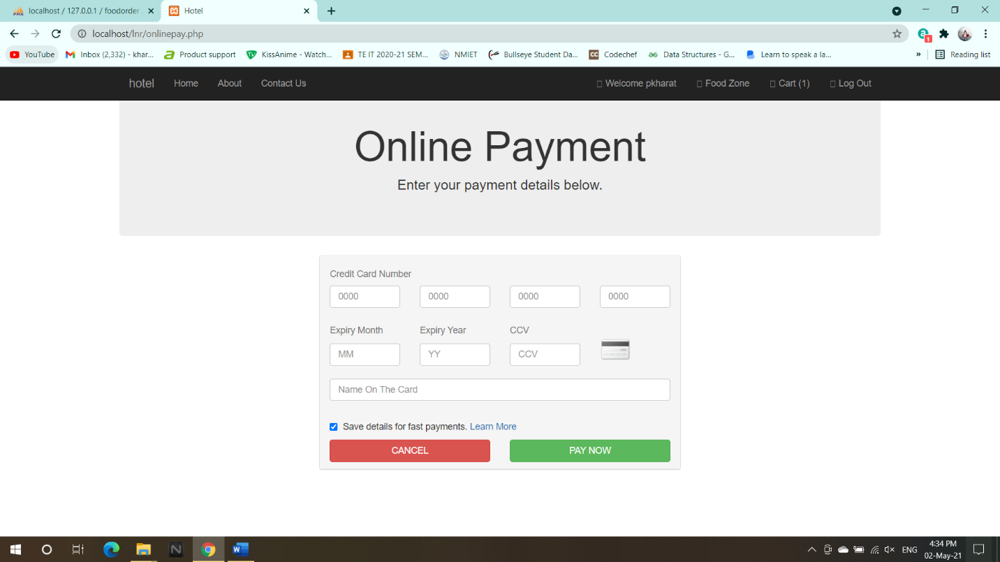 localhost / 127.0.0.1 / foodorder
Hotel
localhost/lnr/onlinepay.php
YouTube Inbox (2,332) - khar... Product support KissAnime - Watch... TE IT 2020-21 SEM... NMIET Bullseye Student Da... CC Codechef Data Structures - G... Learn to speak a la... » Reading list
hotel Home About Contact Us Welcome pkharat Food Zone Cart (1) Log Out
Online Payment
Enter your payment details below.
Credit Card Number
0000 0000 0000 0000
Expiry Month Expiry Year CCV
MM YY CCV
Name On The Card
Save details for fast payments. Learn More
CANCEL PAY NOW
ENG
4:34 PM
02-May-21